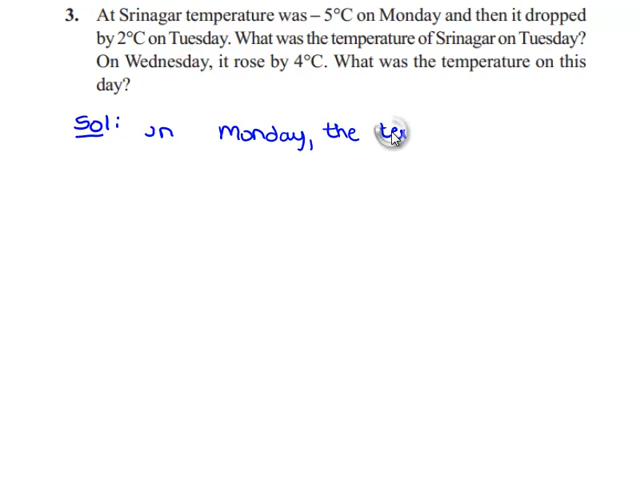 3. At Srinagar temperature was – 5°C on Monday and then it dropped
by 2°C on Tuesday. What was the temperature of Srinagar on Tuesday?
On Wednesday, it rose by 4°C. What was the temperature on this
day?
Sol: on Monday, the te